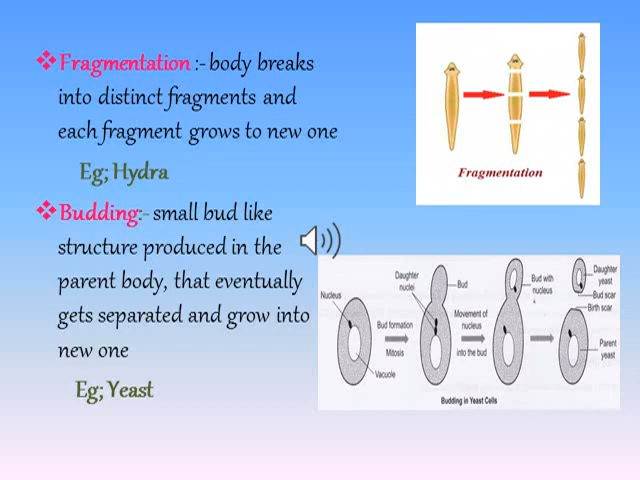 Fragmentation :- body breaks
into distinct fragments and
each fragment grows to new one
Eg; Hydra
Budding:- small bud like
structure produced in the
parent body, that eventually
gets separated and grow into
new one
Eg; Yeast
Fragmentation
Nucleus
Vacuole
Bud formation
Mitosis
Daughter
nuclei
Bud
Movement of
nucleus
into the bud
Bud with
nucleus
Daughter
yeast
Bud scar
Birth scar
Parent
yeast
Budding in Yeast Cells